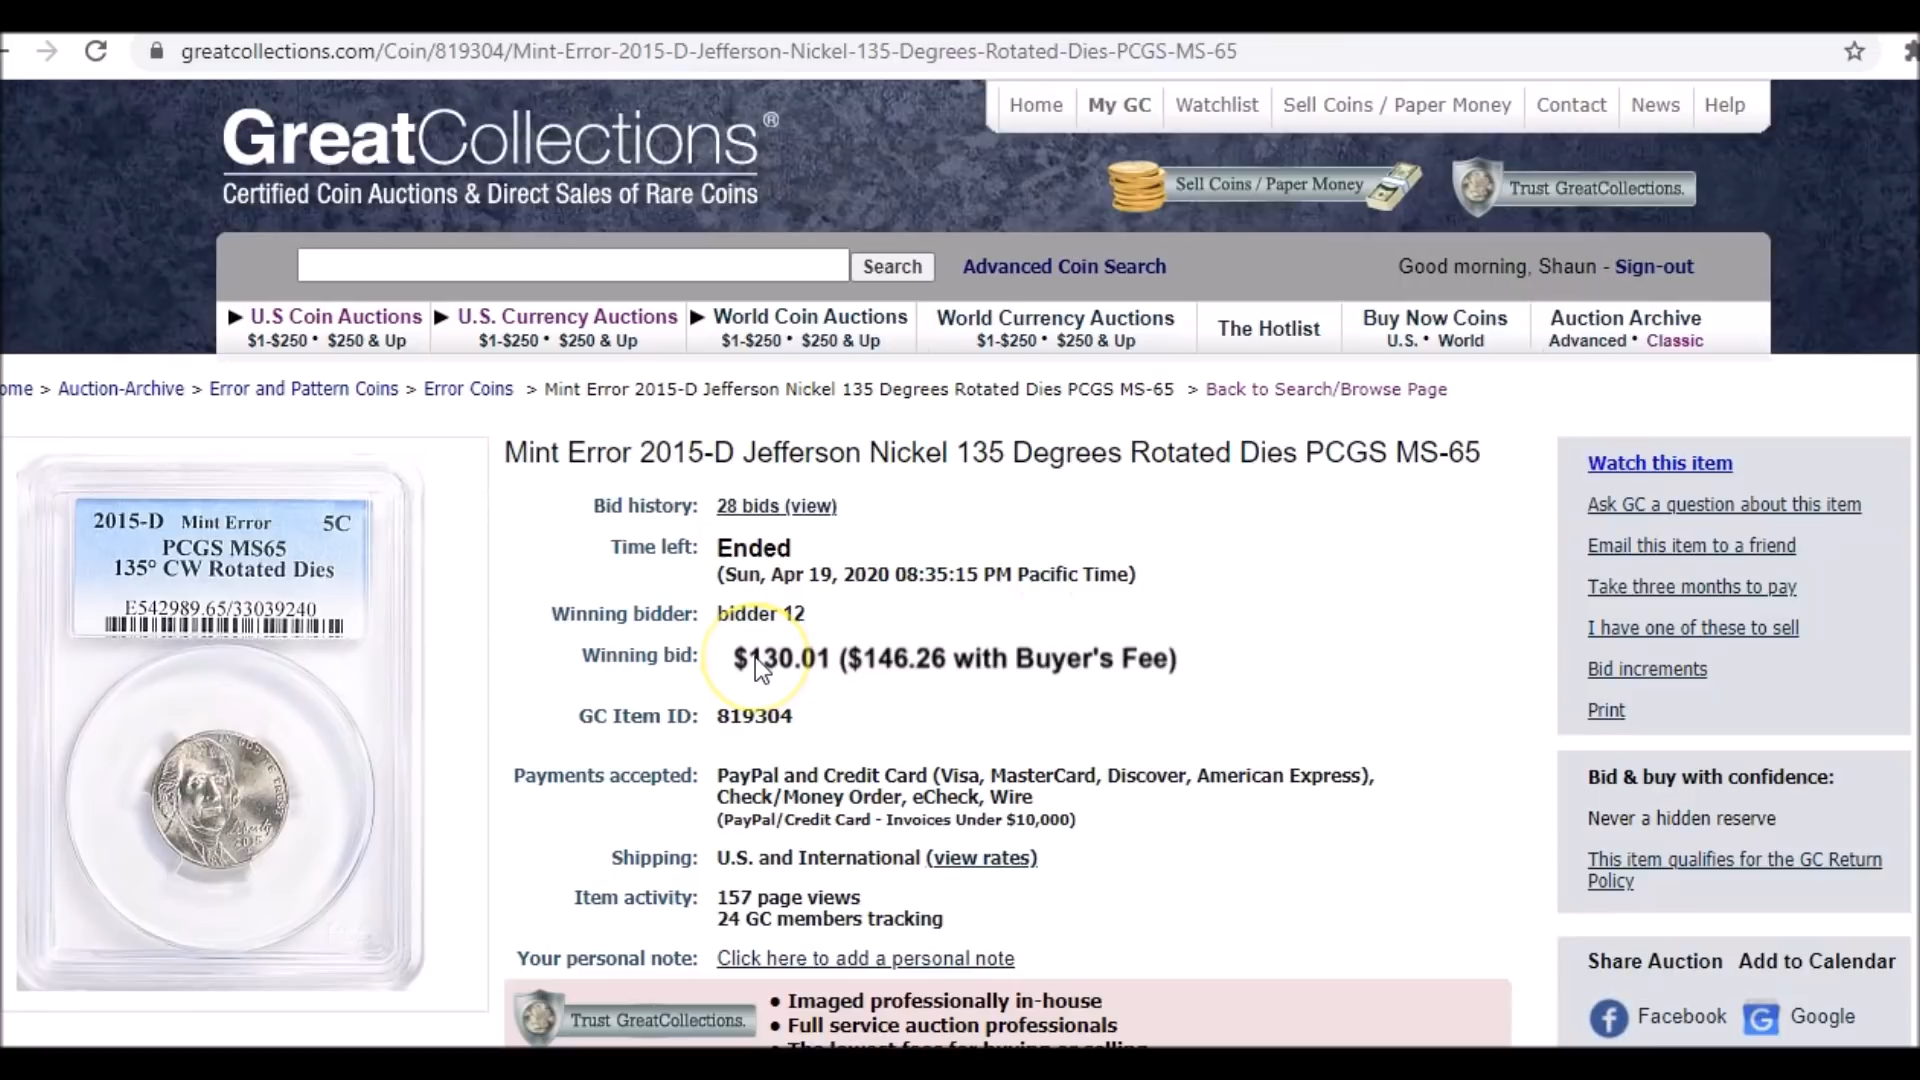 greatcollections.com/Coin/819304/Mint-Error-2015-D-Jefferson-Nickel-135-Degrees-Rotated-Dies-PCGS-MS-65
Home My GC Watchlist Sell Coins / Paper Money Contact News Help
GreatCollections®
Certified Coin Auctions & Direct Sales of Rare Coins
Sell Coins / Paper Money
Trust GreatCollections.
Search Advanced Coin Search Good morning, Shaun - Sign-out
▶ U.S Coin Auctions ▶ U.S. Currency Auctions ▶ World Coin Auctions World Currency Auctions The Hotlist Buy Now Coins Auction Archive
$1-$250 • $250 & Up $1-$250 • $250 & Up $1-$250 • $250 & Up $1-$250 • $250 & Up U.S. • World Advanced • Classic
ome > Auction-Archive > Error and Pattern Coins > Error Coins > Mint Error 2015-D Jefferson Nickel 135 Degrees Rotated Dies PCGS MS-65 > Back to Search/Browse Page
2015-D Mint Error 5C
PCGS MS65
135° CW Rotated Dies
E542989.65/33039240
IN GOD WE TRUST
Liberty
2015
Mint Error 2015-D Jefferson Nickel 135 Degrees Rotated Dies PCGS MS-65
Bid history: 28 bids (view)
Time left: Ended
(Sun, Apr 19, 2020 08:35:15 PM Pacific Time)
Winning bidder: bidder 12
Winning bid: $130.01 ($146.26 with Buyer's Fee)
GC Item ID: 819304
Payments accepted: PayPal and Credit Card (Visa, MasterCard, Discover, American Express),
Check/Money Order, eCheck, Wire
(PayPal/Credit Card - Invoices Under $10,000)
Shipping: U.S. and International (view rates)
Item activity: 157 page views
24 GC members tracking
Your personal note: Click here to add a personal note
Trust GreatCollections.
• Imaged professionally in-house
• Full service auction professionals
• The lowest fees for buying or selling
Watch this item
Ask GC a question about this item
Email this item to a friend
Take three months to pay
I have one of these to sell
Bid increments
Print
Bid & buy with confidence:
Never a hidden reserve
This item qualifies for the GC Return
Policy
Share Auction Add to Calendar
Facebook Google